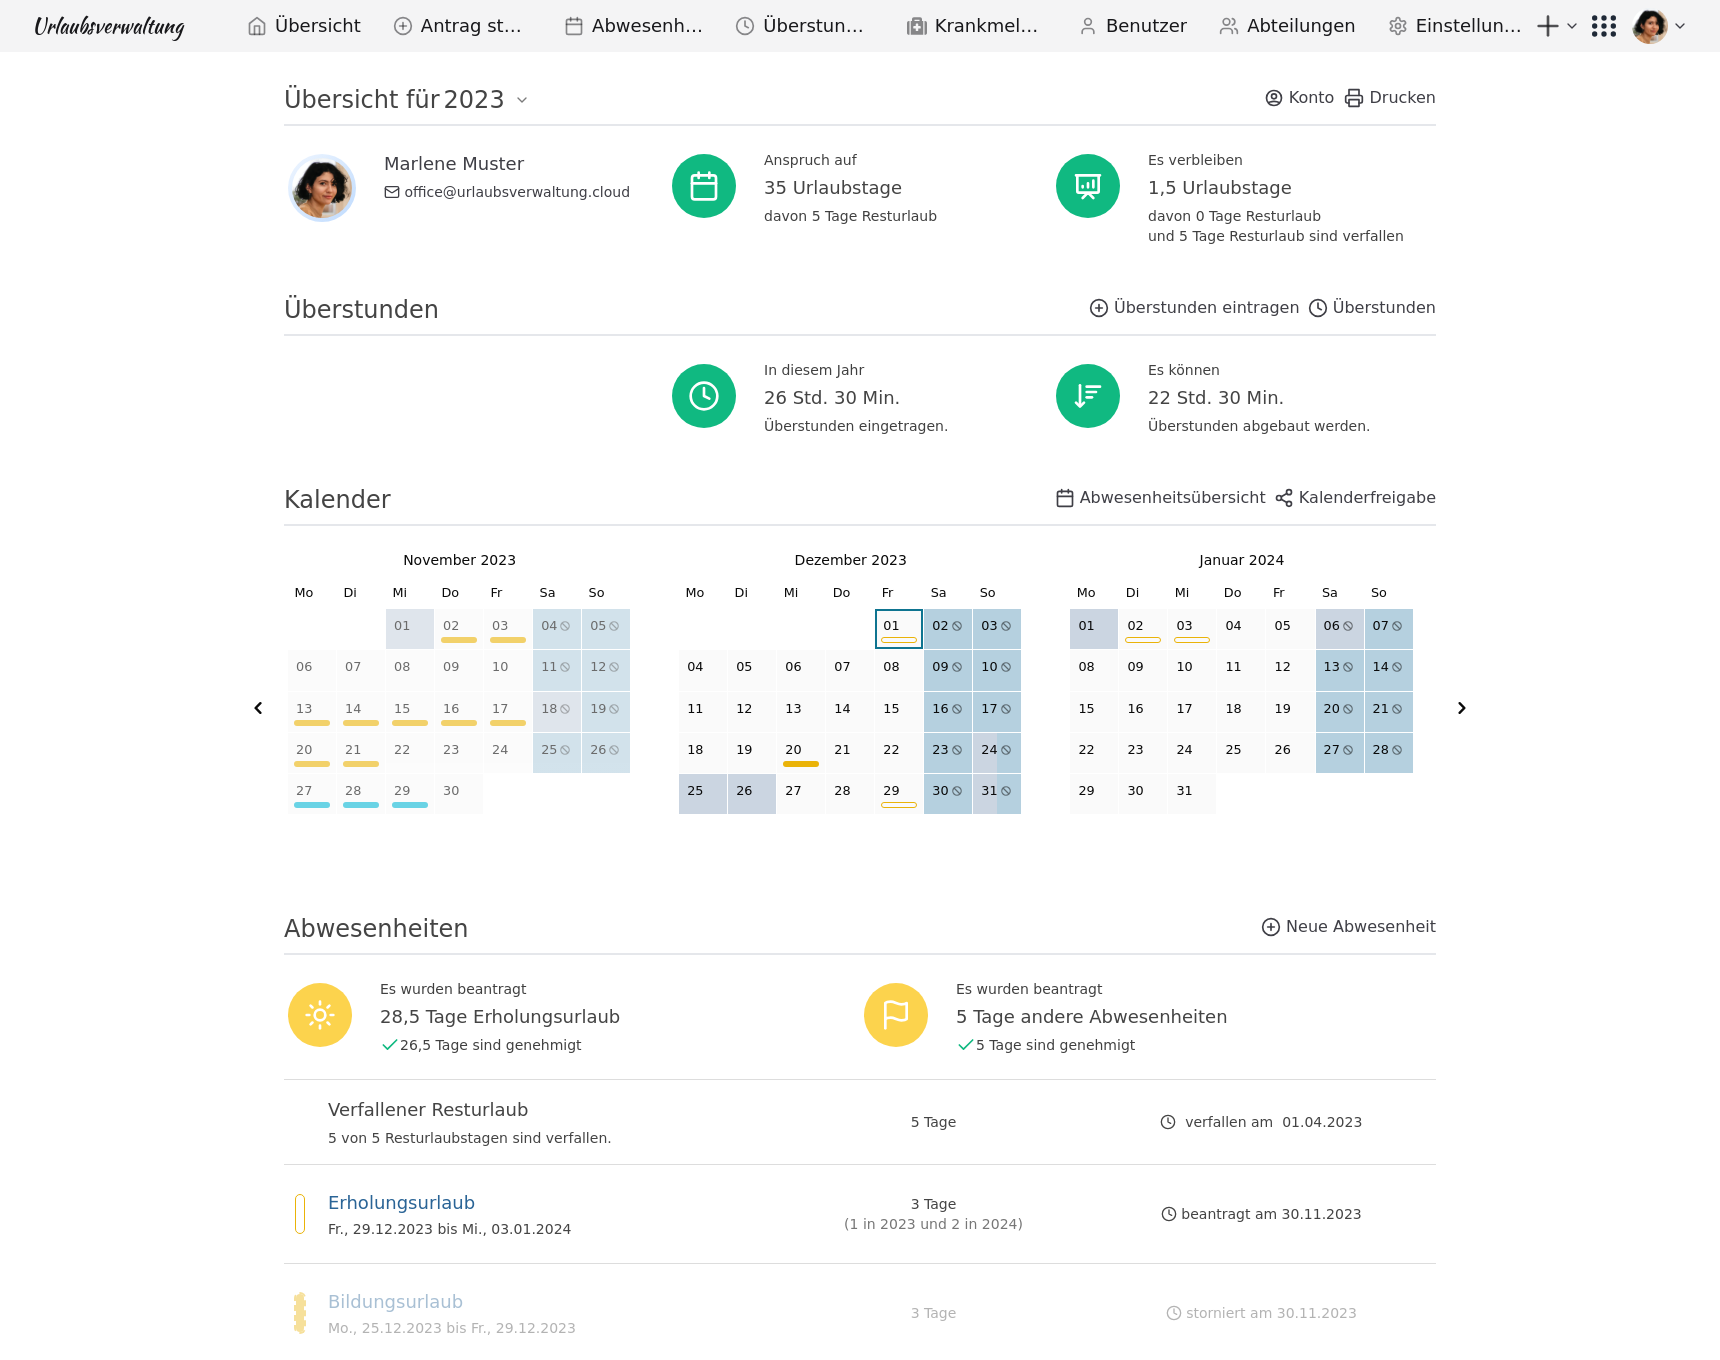 Urlaubsverwaltung Übersicht Antrag st… Abwesenh… Überstun… Krankmel… Benutzer Abteilungen Einstellun…
Übersicht für 2023 Konto Drucken
Marlene Muster
office@urlaubsverwaltung.cloud
Anspruch auf
35 Urlaubstage
davon 5 Tage Resturlaub
Es verbleiben
1,5 Urlaubstage
davon 0 Tage Resturlaub
und 5 Tage Resturlaub sind verfallen
Überstunden Überstunden eintragen Überstunden
In diesem Jahr
26 Std. 30 Min.
Überstunden eingetragen.
Es können
22 Std. 30 Min.
Überstunden abgebaut werden.
Kalender Abwesenheitsübersicht Kalenderfreigabe
November 2023
Mo Di Mi Do Fr Sa So
01 02 03 04 05
06 07 08 09 10 11 12
13 14 15 16 17 18 19
20 21 22 23 24 25 26
27 28 29 30
Dezember 2023
Mo Di Mi Do Fr Sa So
01 02 03
04 05 06 07 08 09 10
11 12 13 14 15 16 17
18 19 20 21 22 23 24
25 26 27 28 29 30 31
Januar 2024
Mo Di Mi Do Fr Sa So
01 02 03 04 05 06 07
08 09 10 11 12 13 14
15 16 17 18 19 20 21
22 23 24 25 26 27 28
29 30 31
Abwesenheiten Neue Abwesenheit
Es wurden beantragt
28,5 Tage Erholungsurlaub
26,5 Tage sind genehmigt
Es wurden beantragt
5 Tage andere Abwesenheiten
5 Tage sind genehmigt
Verfallener Resturlaub
5 von 5 Resturlaubstagen sind verfallen.
5 Tage
verfallen am 01.04.2023
Erholungsurlaub
Fr., 29.12.2023 bis Mi., 03.01.2024
3 Tage
(1 in 2023 und 2 in 2024)
beantragt am 30.11.2023
Bildungsurlaub
Mo., 25.12.2023 bis Fr., 29.12.2023
3 Tage
storniert am 30.11.2023